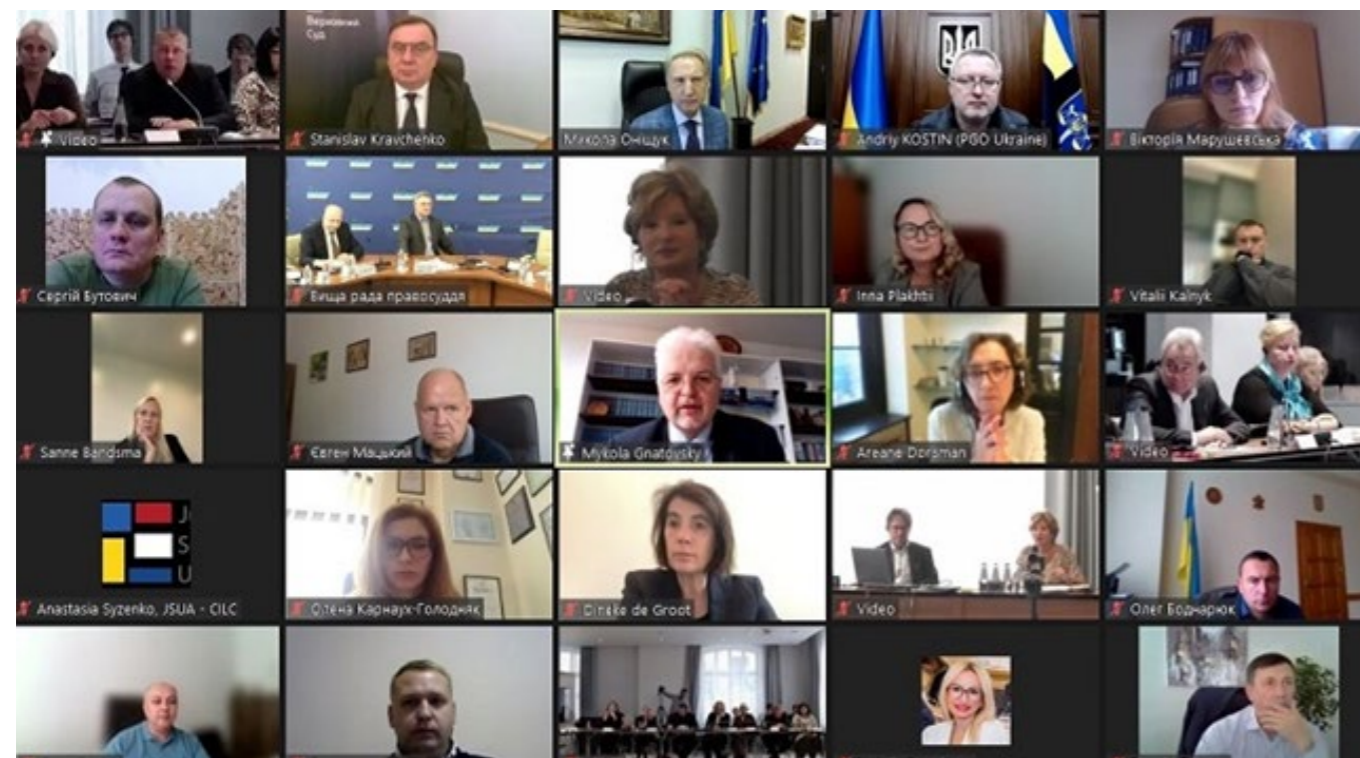 Верховний
Суд
Video
Stanislav Kravchenko
Микола Оніщук
Andriy KOSTIN (PGO Ukraine)
Вікторія Марушевська
Сергій Бутович
Вища рада правосуддя
Video
Inna Plakhtii
Vitalii Kalnyk
Sanne Bandsma
Євген Мацький
Mykola Gnatovsky
Areane Dorsman
Video
J
S
U
Anastasia Syzenko, JSUA - CILC
Олена Карнаух-Голодняк
Dineke de Groot
Video
Олег Боднарюк